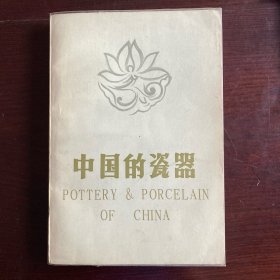 中国的瓷器
POTTERY & PORCELAIN
OF CHINA